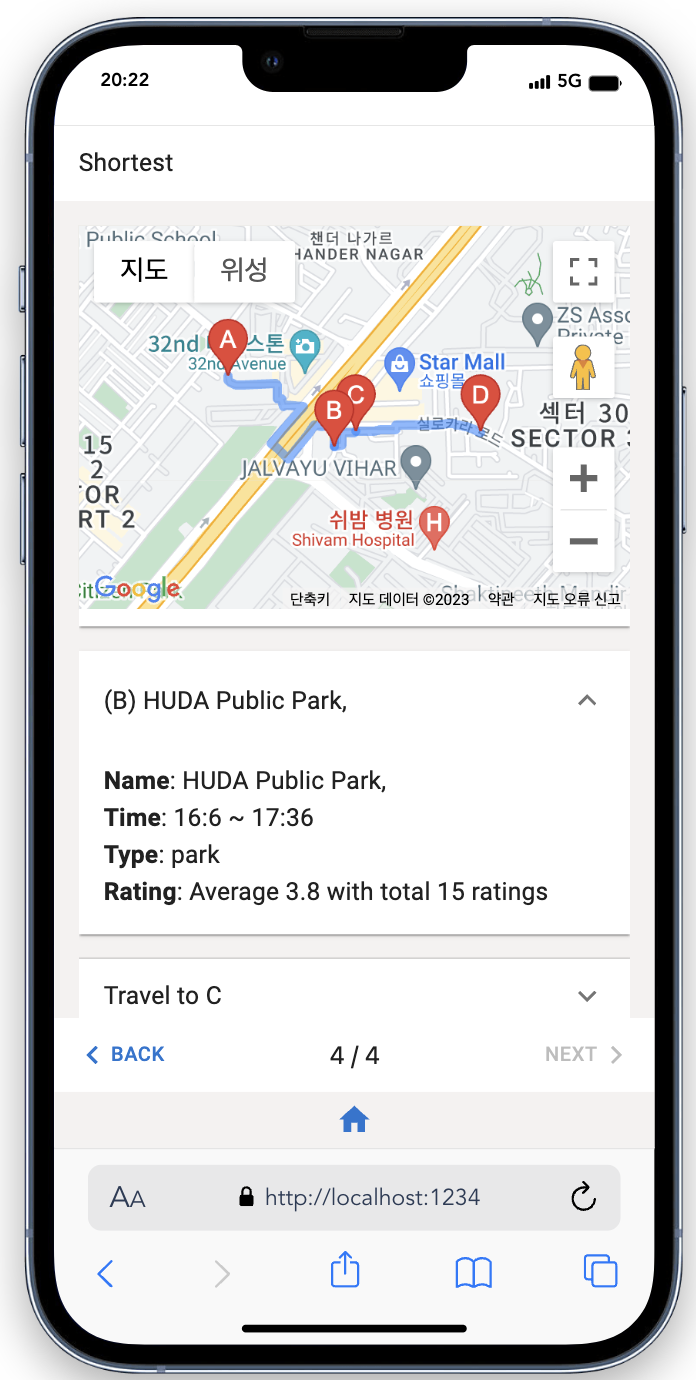 20:22
5G
Shortest
Public School
챈더 나가르
HANDER NAGAR
지도 위성
ZS Asso
Private
32nd
스톤
32nd Avenue
A
Star Mall
쇼핑몰
B
C
D
실로카리 로드
섹터 30
SECTOR 3
15
2
OR
RT 2
JALVAYU VIHAR
쉬밤 병원
Shivam Hospital
H
Google
Shaktipeeth Mandir
단축키 지도 데이터 ©2023 약관 지도 오류 신고
(B) HUDA Public Park,
Name: HUDA Public Park,
Time: 16:6 ~ 17:36
Type: park
Rating: Average 3.8 with total 15 ratings
Travel to C
BACK 4 / 4 NEXT
AA http://localhost:1234